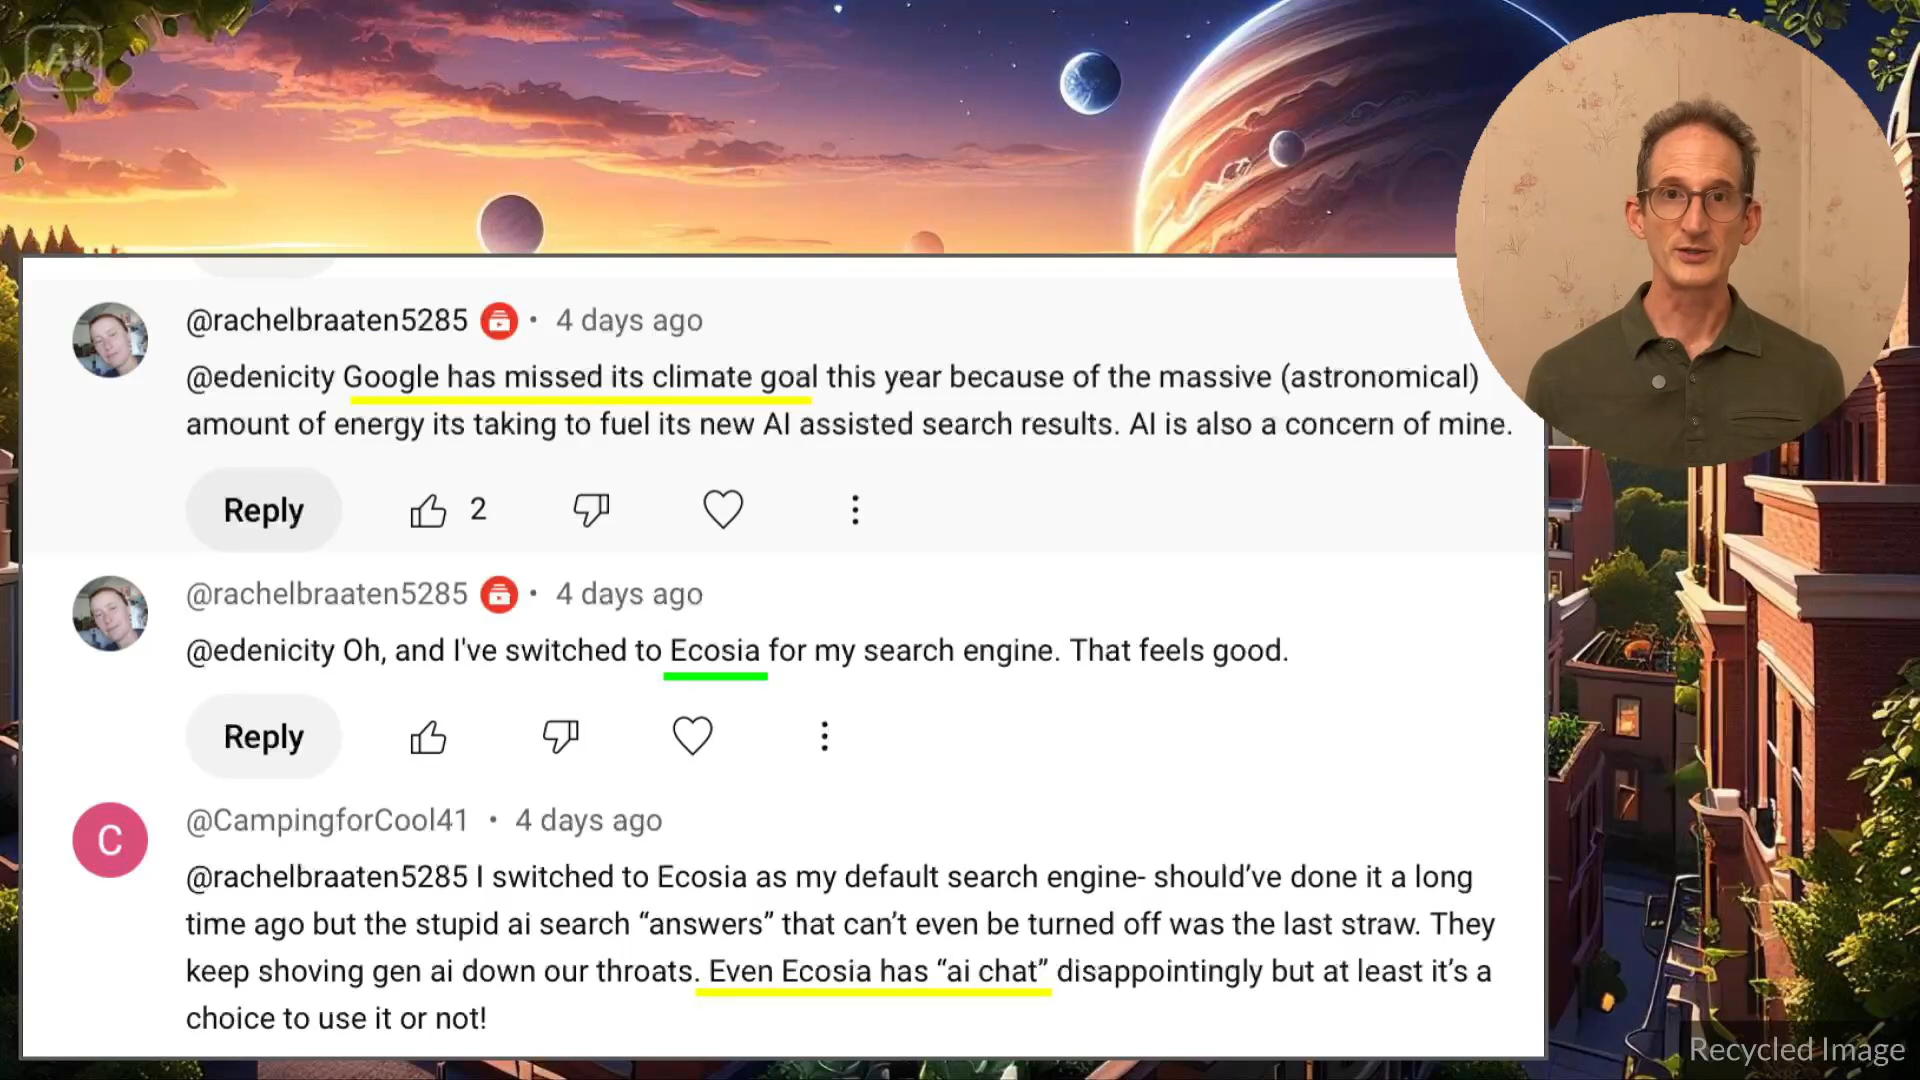 AK
@rachelbraaten5285 • 4 days ago
@edenicity Google has missed its climate goal this year because of the massive (astronomical)
amount of energy its taking to fuel its new AI assisted search results. AI is also a concern of mine.
Reply 2
@rachelbraaten5285 • 4 days ago
@edenicity Oh, and I've switched to Ecosia for my search engine. That feels good.
Reply
C
@CampingforCool41 • 4 days ago
@rachelbraaten5285 I switched to Ecosia as my default search engine- should’ve done it a long
time ago but the stupid ai search “answers” that can’t even be turned off was the last straw. They
keep shoving gen ai down our throats. Even Ecosia has “ai chat” disappointingly but at least it’s a
choice to use it or not!
Recycled Image